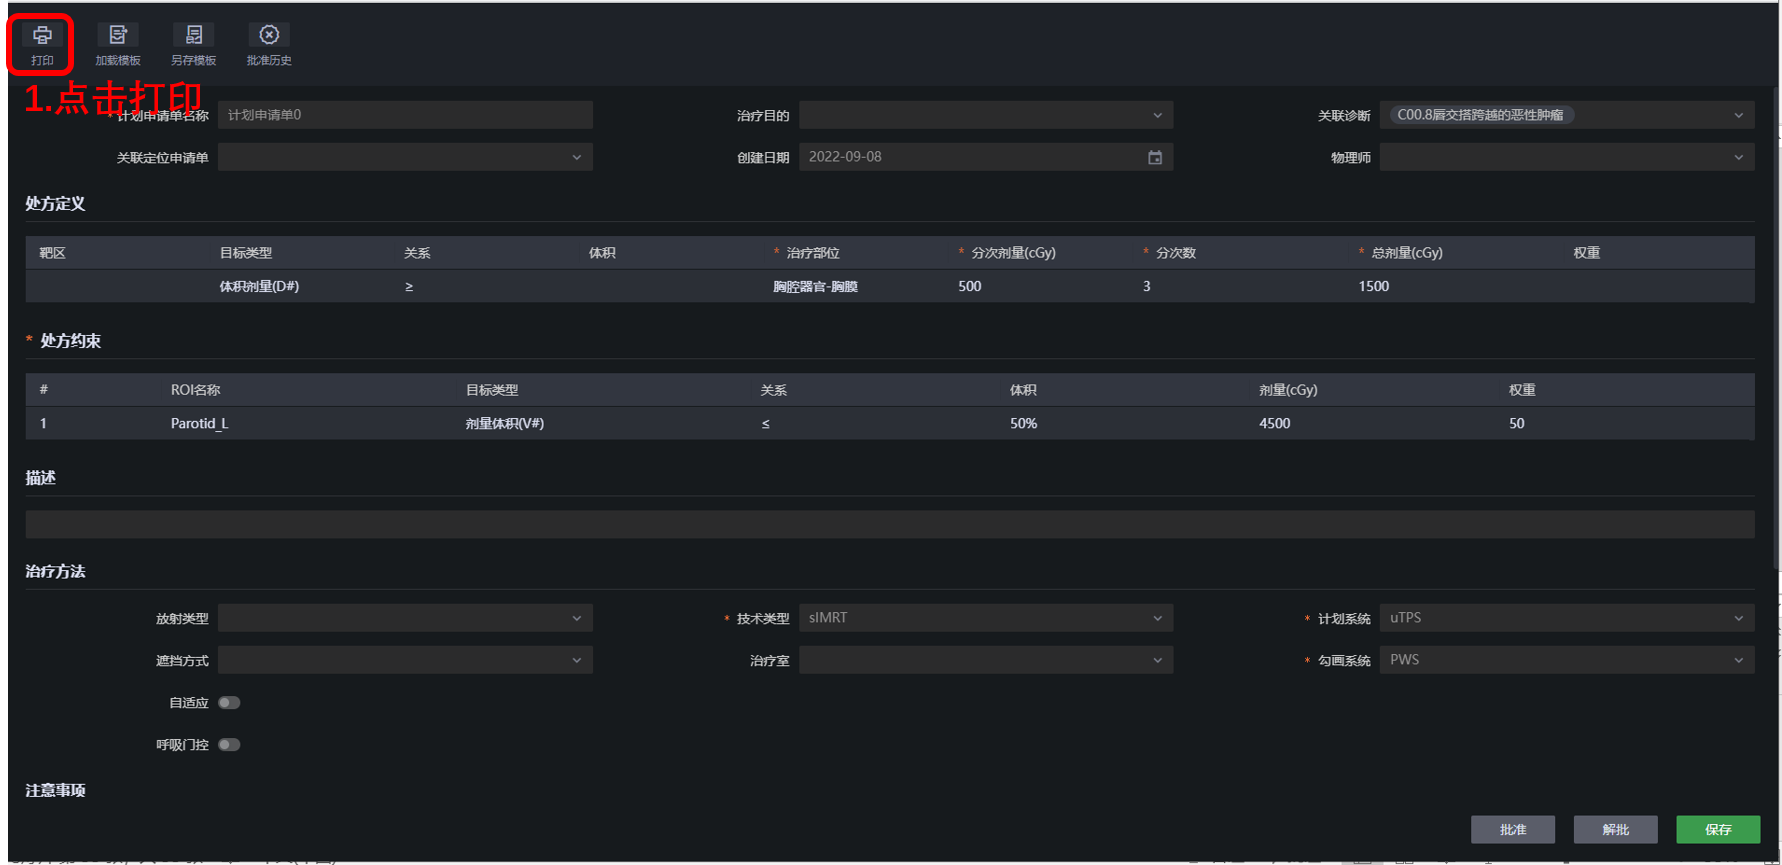 打印 加载模板 另存模板 批准历史
1.点击打印
* 计划申请单名称 计划申请单0 治疗目的 关联诊断 C00.8唇交搭跨越的恶性肿瘤
关联定位申请单 创建日期 2022-09-08 物理师
处方定义
靶区 目标类型 关系 体积 * 治疗部位 * 分次剂量(cGy) * 分次数 * 总剂量(cGy) 权重
体积剂量(D#) ≥ 胸腔器官-胸膜 500 3 1500
* 处方约束
# ROI名称 目标类型 关系 体积 剂量(cGy) 权重
1 Parotid_L 剂量体积(V#) ≤ 50% 4500 50
描述
治疗方法
放射类型 * 技术类型 sIMRT * 计划系统 uTPS
遮挡方式 治疗室 * 勾画系统 PWS
自适应
呼吸门控
注意事项
批准 解批 保存